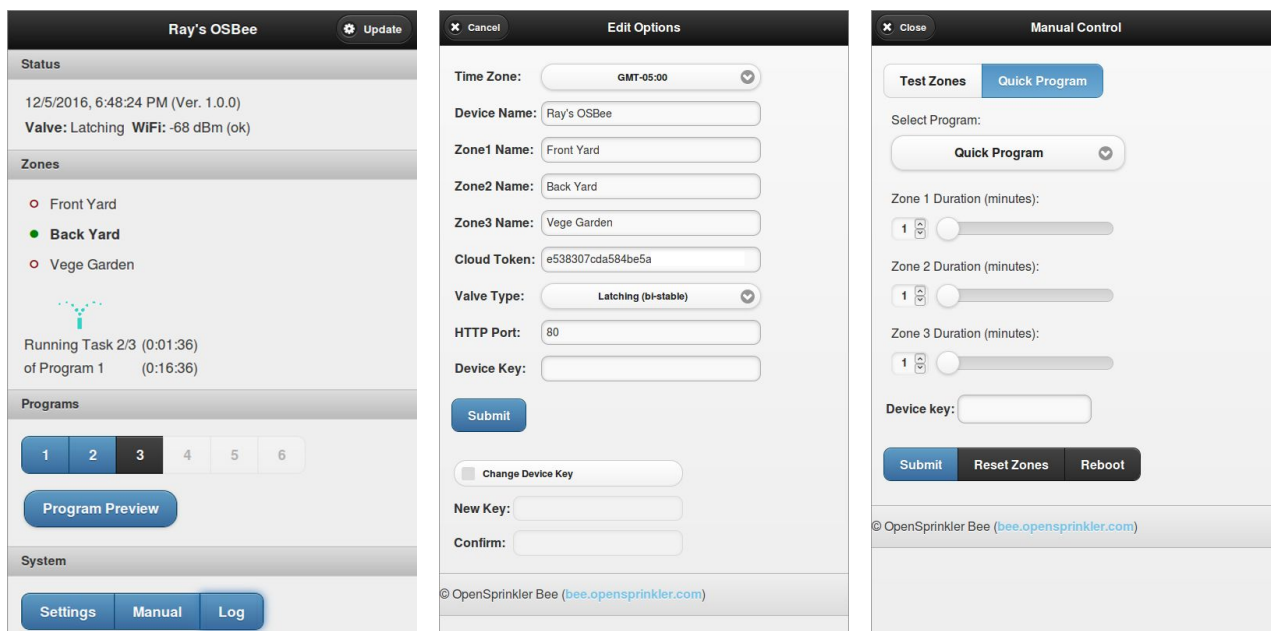 Ray's OSBee
Update
Status
12/5/2016, 6:48:24 PM (Ver. 1.0.0)
Valve: Latching WiFi: -68 dBm (ok)
Zones
Front Yard
Back Yard
Vege Garden
Running Task 2/3 (0:01:36)
of Program 1 (0:16:36)
Programs
1 2 3 4 5 6
Program Preview
System
Settings Manual Log
Cancel
Edit Options
Time Zone: GMT-05:00
Device Name: Ray's OSBee
Zone1 Name: Front Yard
Zone2 Name: Back Yard
Zone3 Name: Vege Garden
Cloud Token: e538307cda584be5a
Valve Type: Latching (bi-stable)
HTTP Port: 80
Device Key:
Submit
Change Device Key
New Key:
Confirm:
© OpenSprinkler Bee (bee.opensprinkler.com)
Close
Manual Control
Test Zones Quick Program
Select Program:
Quick Program
Zone 1 Duration (minutes):
1
Zone 2 Duration (minutes):
1
Zone 3 Duration (minutes):
1
Device key:
Submit Reset Zones Reboot
© OpenSprinkler Bee (bee.opensprinkler.com)